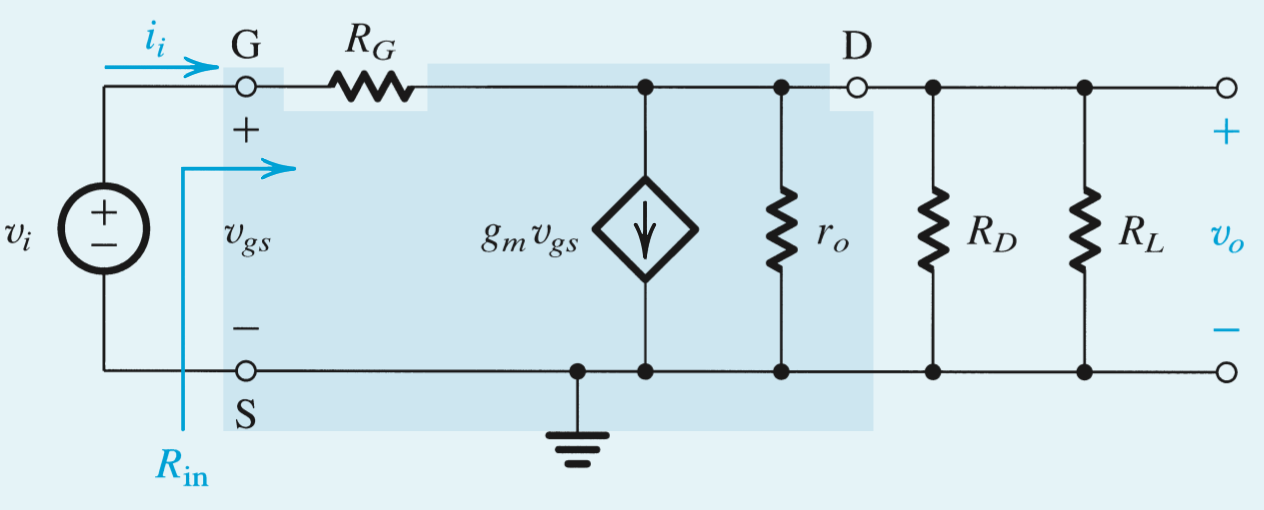 i_i
G
R_G
D
+
+
+
−
v_i
v_gs
g_m v_gs
r_o
R_D
R_L
v_o
−
−
S
R_in